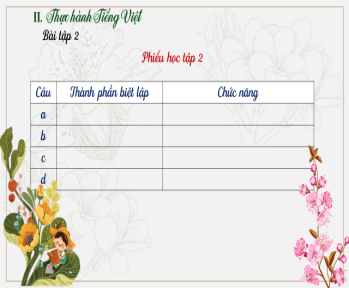 II. Thực hành Tiếng Việt
Bài tập 2
Phiếu học tập 2
Câu Thành phần biệt lập Chức năng
a
b
c
d